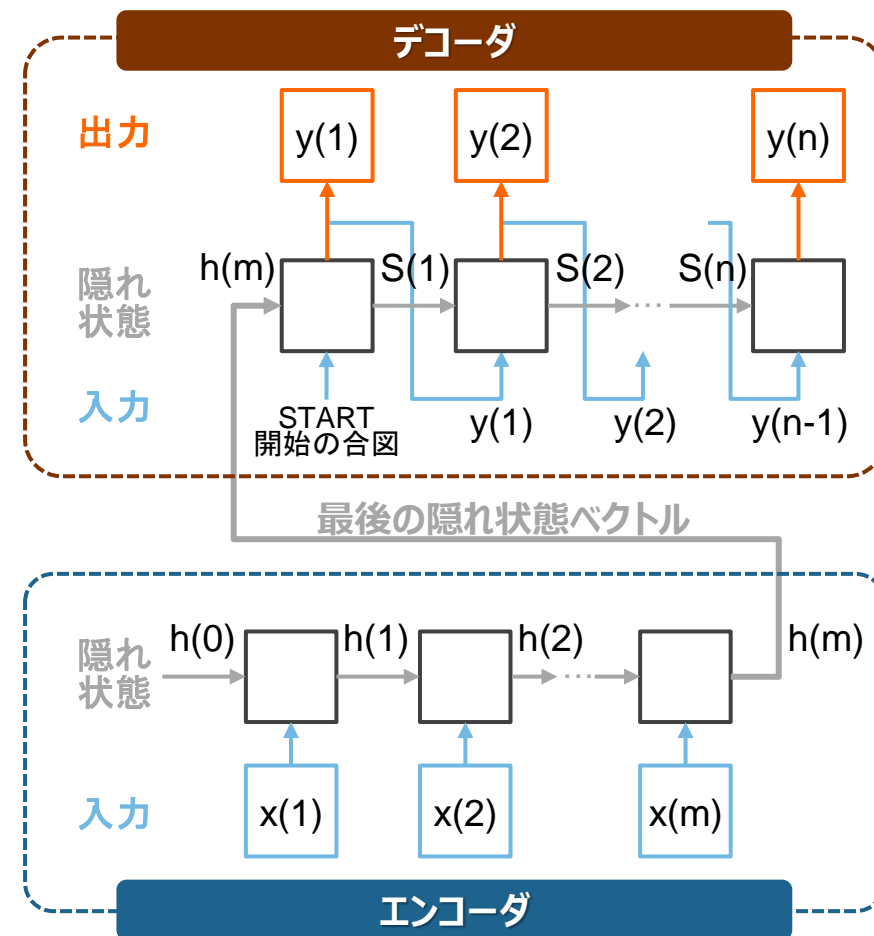 デコーダ
出力
y(1)
y(2)
y(n)
隠れ
状態
h(m)
S(1)
S(2)
S(n)
…
入力
START
開始の合図
y(1)
y(2)
y(n-1)
最後の隠れ状態ベクトル
隠れ
状態
h(0)
h(1)
h(2)
…
h(m)
入力
x(1)
x(2)
x(m)
エンコーダ